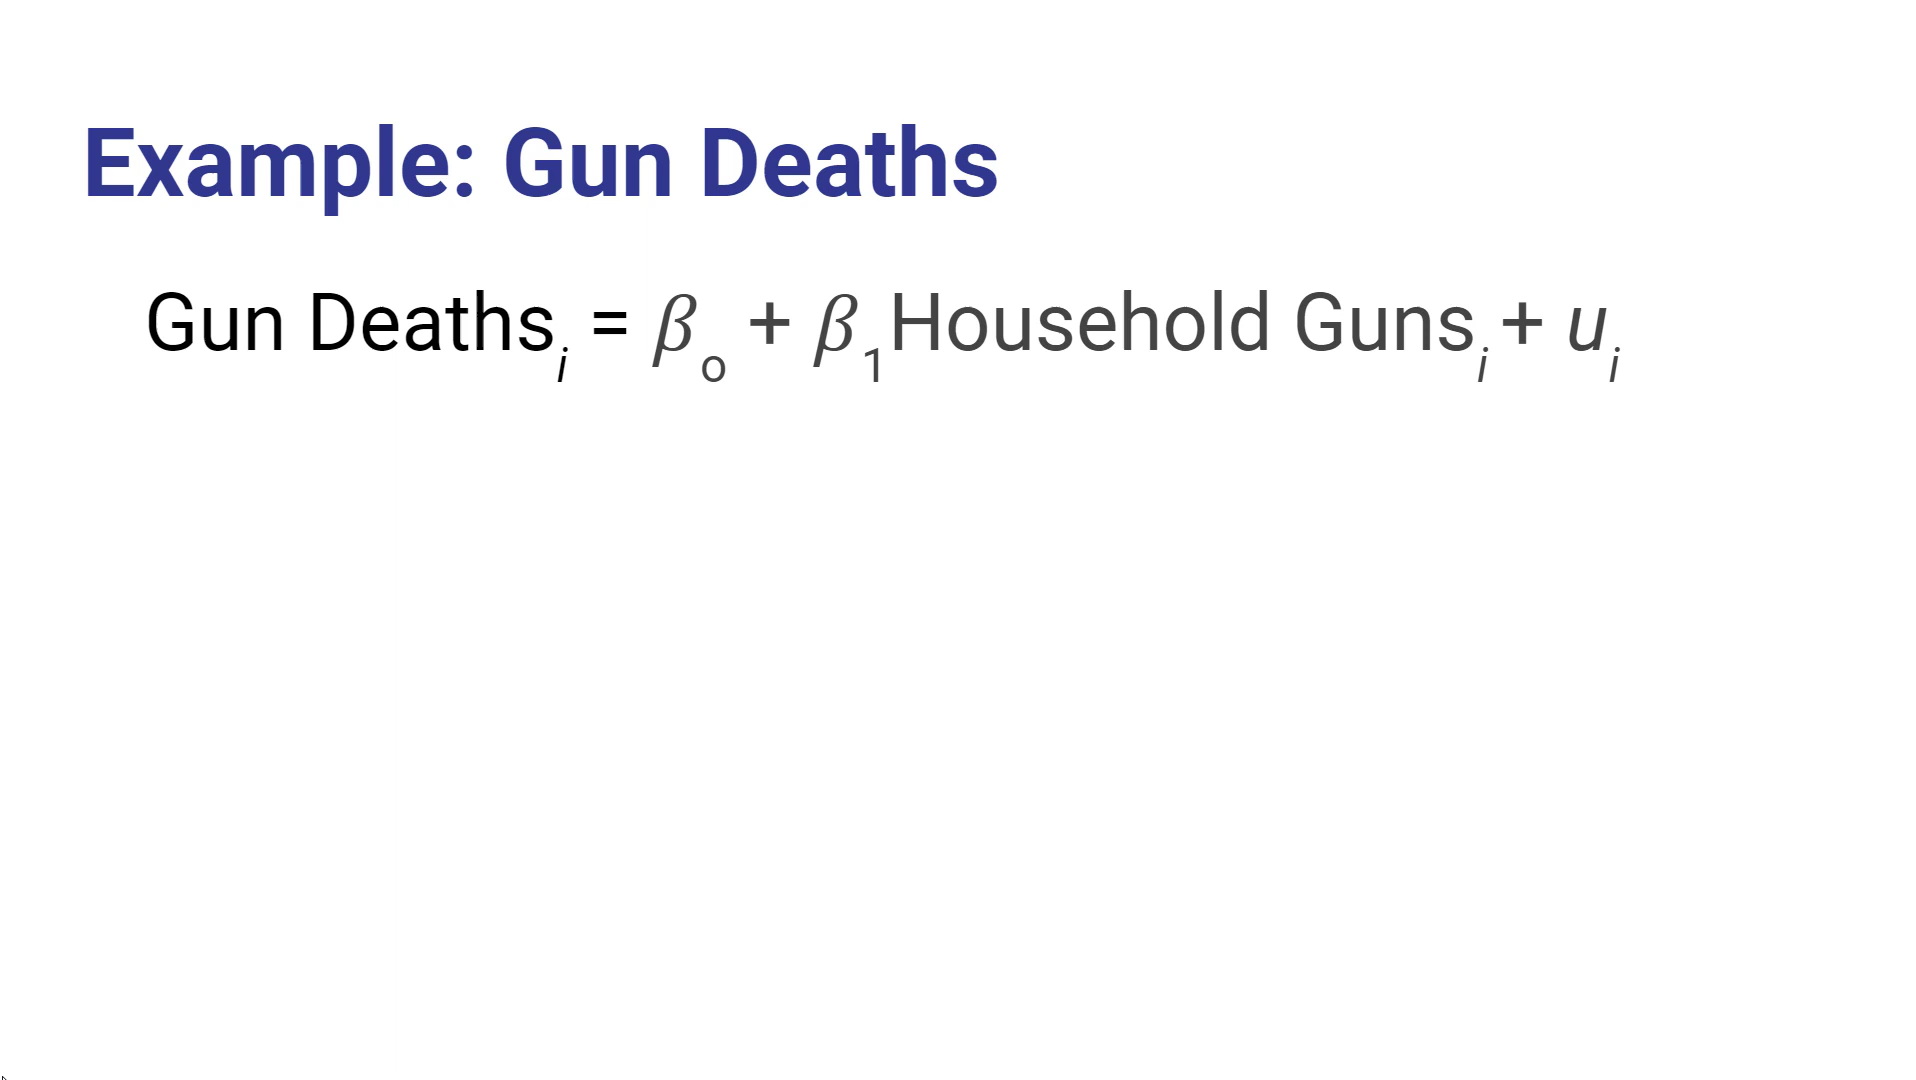 Example: Gun Deaths
Gun Deathsᵢ = β₀ + β₁Household Gunsᵢ + uᵢ